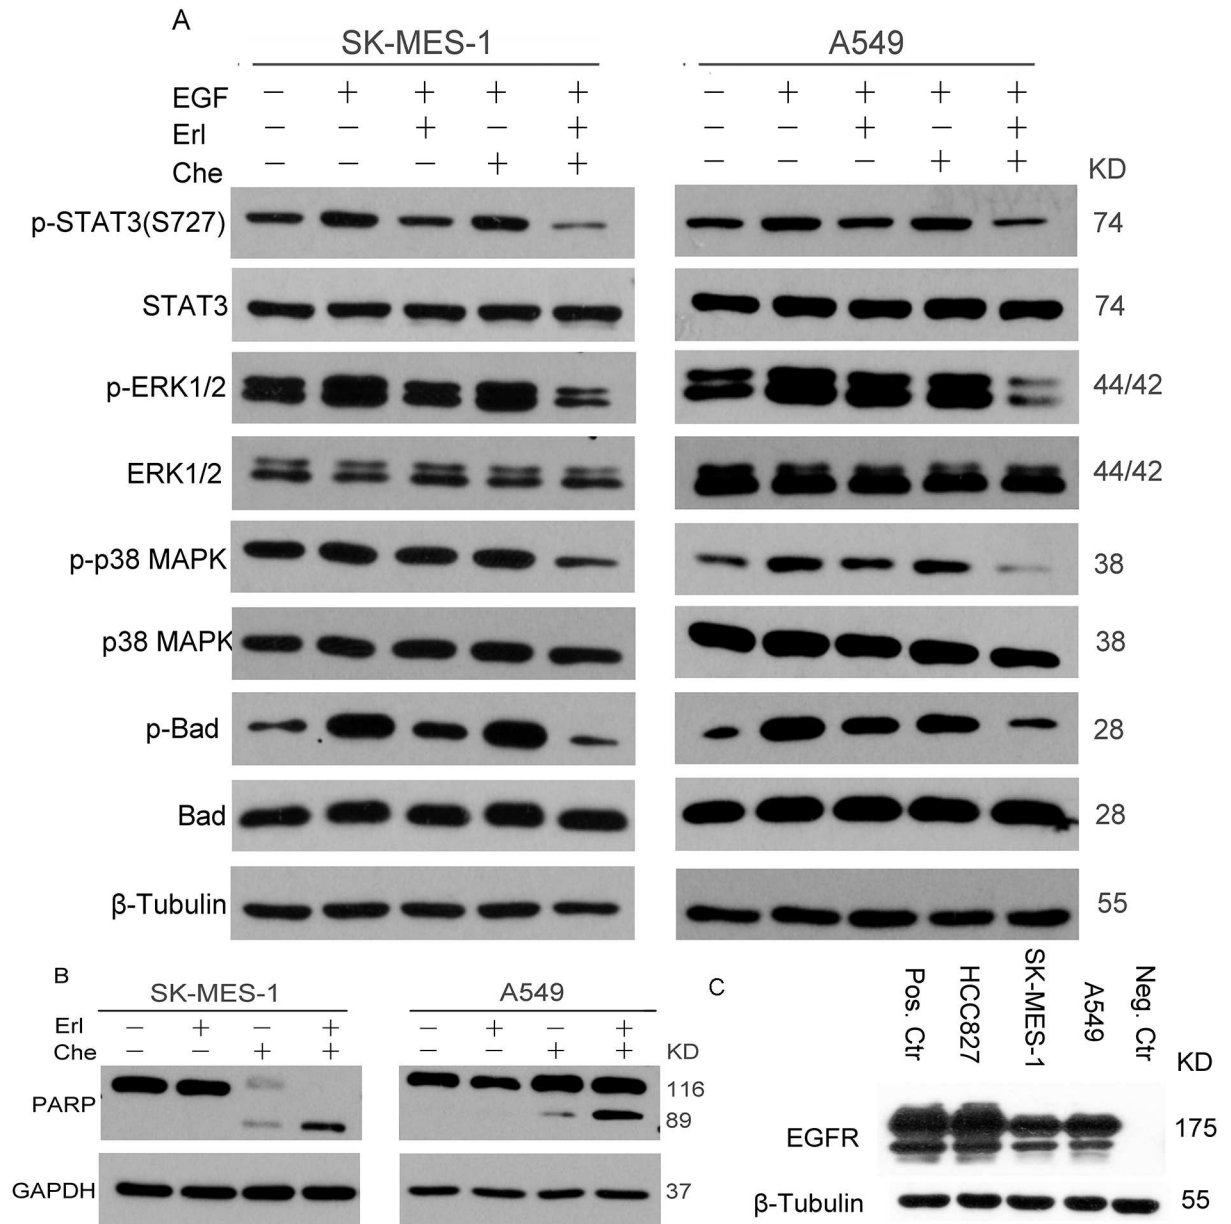 A
SK-MES-1 A549
EGF − + + + + − + + + +
Erl − − + − + − − + − +
Che − − − + + − − − + + KD
p-STAT3(S727) 74
STAT3 74
p-ERK1/2 44/42
ERK1/2 44/42
p-p38 MAPK 38
p38 MAPK 38
p-Bad 28
Bad 28
β-Tubulin 55
B
SK-MES-1 A549
Erl − + − + − + − +
Che − − + + − − + + KD
PARP 116
89
GAPDH 37
C
Pos. Ctr HCC827 SK-MES-1 A549 Neg. Ctr
KD
EGFR 175
β-Tubulin 55